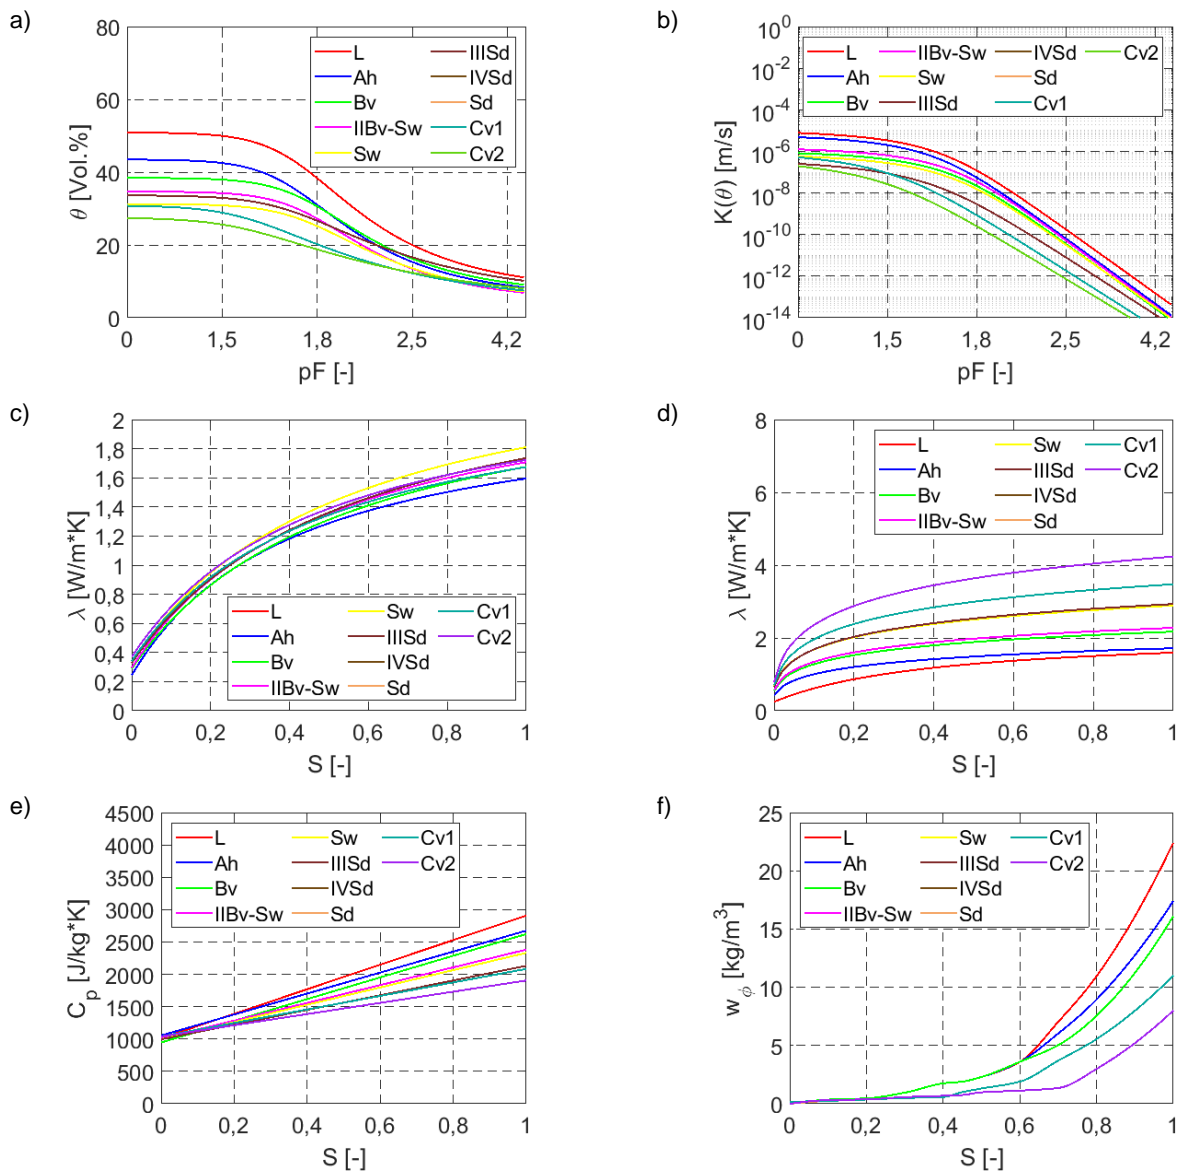 a)
80
60
40
20
0
θ [Vol.%]
L
Ah
Bv
IIBv-Sw
Sw
IIISd
IVSd
Sd
Cv1
Cv2
0 1,5 1,8 2,5 4,2
pF [-]
b)
10^0
10^-2
10^-4
10^-6
10^-8
10^-10
10^-12
10^-14
K(θ) [m/s]
L
Ah
Bv
IIBv-Sw
Sw
IIISd
IVSd
Sd
Cv1
Cv2
0 1,5 1,8 2,5 4,2
pF [-]
c)
2
1,8
1,6
1,4
1,2
1
0,8
0,6
0,4
0,2
0
λ [W/m*K]
L
Ah
Bv
IIBv-Sw
Sw
IIISd
IVSd
Sd
Cv1
Cv2
0 0,2 0,4 0,6 0,8 1
S [-]
d)
8
6
4
2
0
λ [W/m*K]
L
Ah
Bv
IIBv-Sw
Sw
IIISd
IVSd
Sd
Cv1
Cv2
0 0,2 0,4 0,6 0,8 1
S [-]
e)
4500
4000
3500
3000
2500
2000
1500
1000
500
0
C_p [J/kg*K]
L
Ah
Bv
IIBv-Sw
Sw
IIISd
IVSd
Sd
Cv1
Cv2
0 0,2 0,4 0,6 0,8 1
S [-]
f)
25
20
15
10
5
0
w_ϕ [kg/m³]
L
Ah
Bv
IIBv-Sw
Sw
IIISd
IVSd
Sd
Cv1
Cv2
0 0,2 0,4 0,6 0,8 1
S [-]